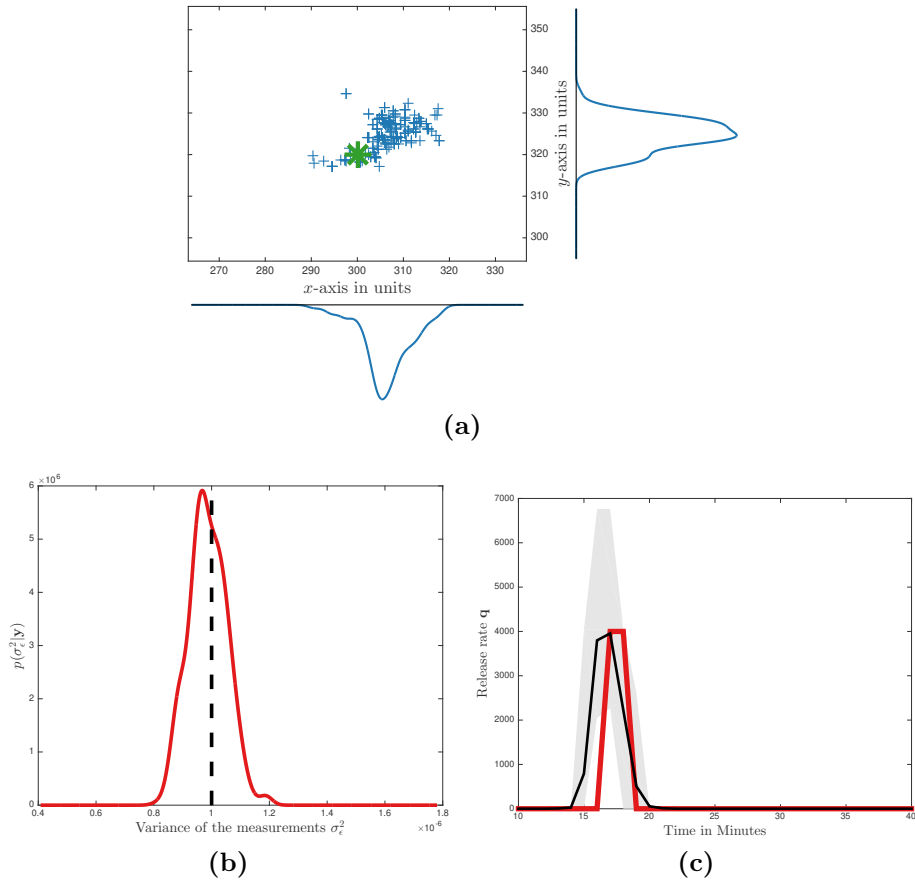 350
340
330
320
310
300
y-axis in units
270 280 290 300 310 320 330
x-axis in units
(a)
×10⁶
6
5
4
3
2
1
0
p(σ²_ϵ|y)
0.4 0.6 0.8 1 1.2 1.4 1.6 1.8
×10⁻⁶
Variance of the measurements σ²_ϵ
(b)
7000
6000
5000
4000
3000
2000
1000
0
Release rate q
10 15 20 25 30 35 40
Time in Minutes
(c)